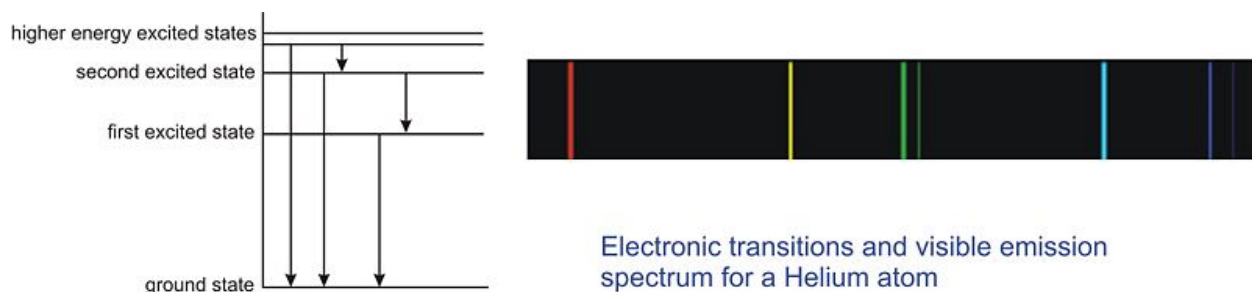 higher energy excited states
second excited state
first excited state
ground state
Electronic transitions and visible emission
spectrum for a Helium atom